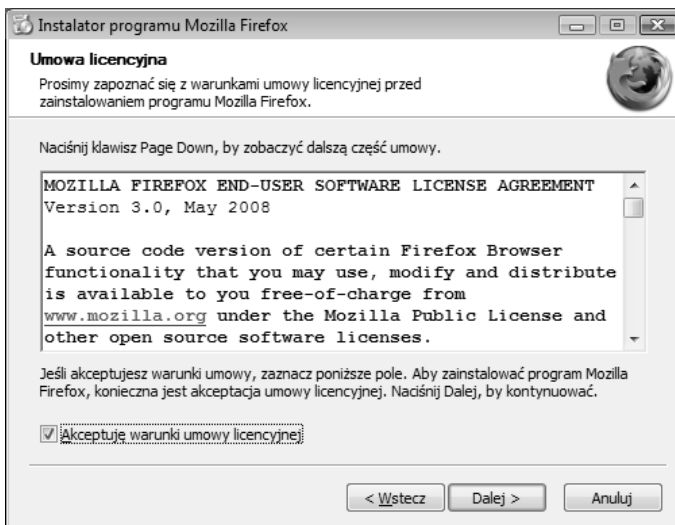 Instalator programu Mozilla Firefox
Umowa licencyjna
Prosimy zapoznać się z warunkami umowy licencyjnej przed
zainstalowaniem programu Mozilla Firefox.
Naciśnij klawisz Page Down, by zobaczyć dalszą część umowy.
MOZILLA FIREFOX END-USER SOFTWARE LICENSE AGREEMENT
Version 3.0, May 2008
A source code version of certain Firefox Browser
functionality that you may use, modify and distribute
is available to you free-of-charge from
www.mozilla.org under the Mozilla Public License and
other open source software licenses.
Jeśli akceptujesz warunki umowy, zaznacz poniższe pole. Aby zainstalować program Mozilla
Firefox, konieczna jest akceptacja umowy licencyjnej. Naciśnij Dalej, by kontynuować.
Akceptuję warunki umowy licencyjnej
< Wstecz Dalej > Anuluj